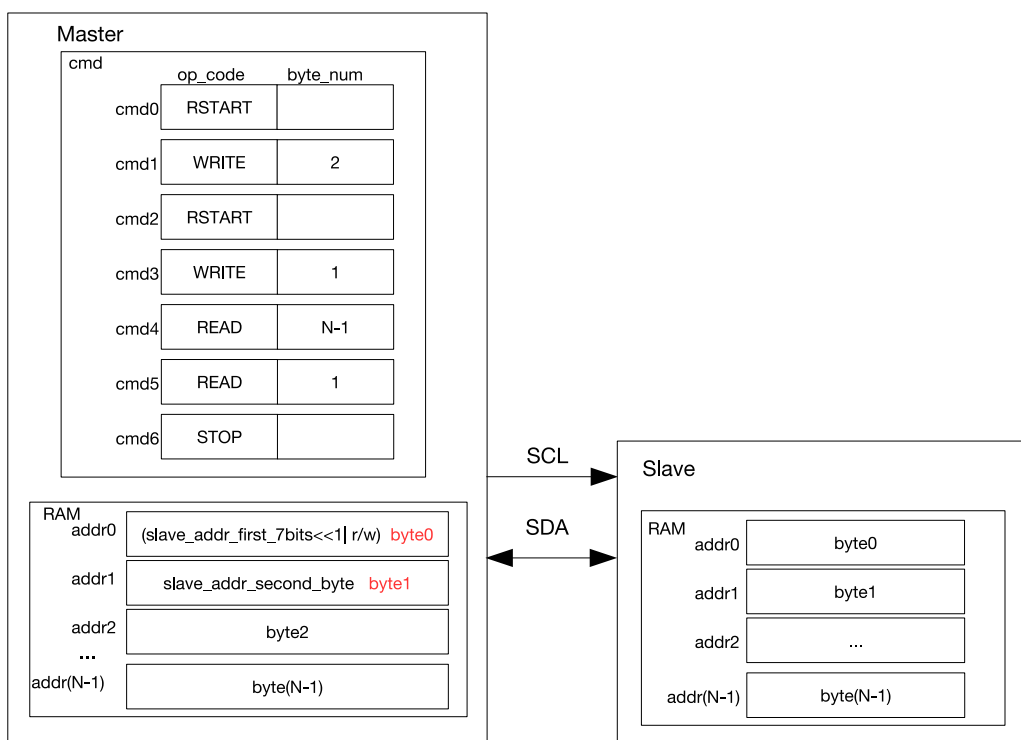 Master
cmd
op_code byte_num
cmd0 RSTART
cmd1 WRITE 2
cmd2 RSTART
cmd3 WRITE 1
cmd4 READ N-1
cmd5 READ 1
cmd6 STOP
RAM
addr0 (slave_addr_first_7bits<<1| r/w) byte0
addr1 slave_addr_second_byte byte1
addr2 byte2
...
addr(N-1) byte(N-1)
SCL
SDA
Slave
RAM
addr0 byte0
addr1 byte1
addr2 ...
addr(N-1) byte(N-1)